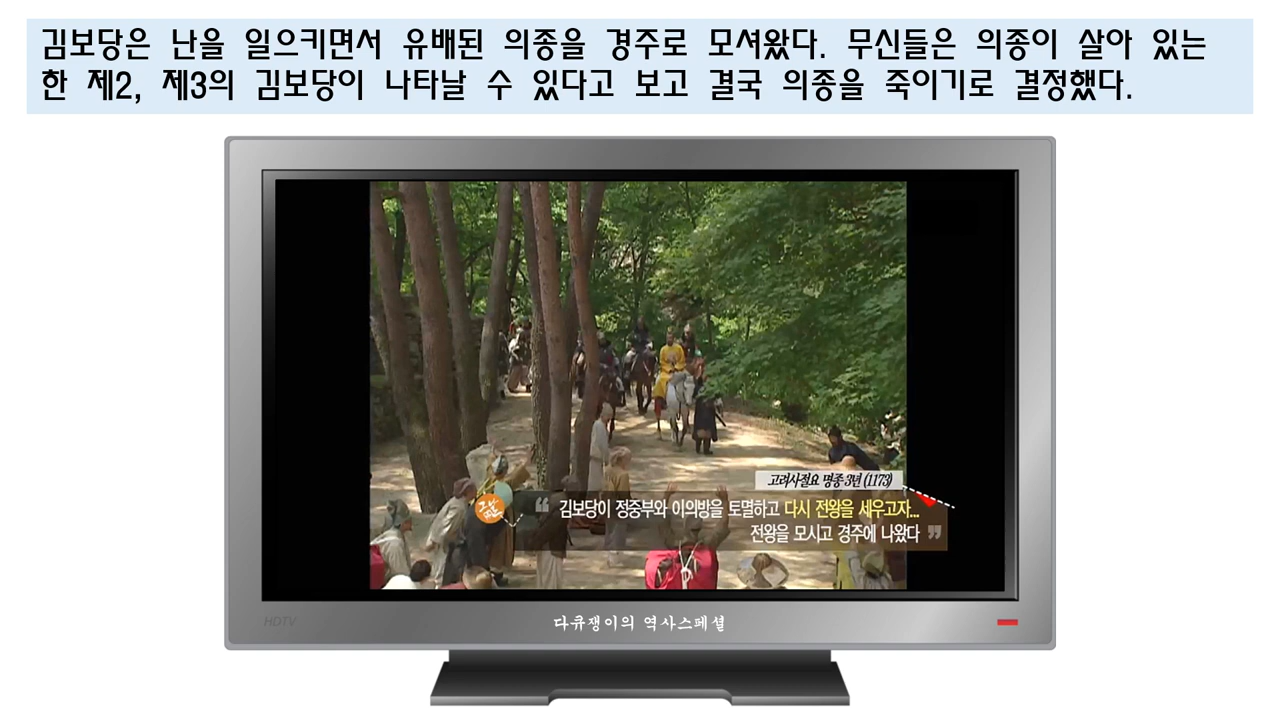 김보당은 난을 일으키면서 유배된 의종을 경주로 모셔왔다. 무신들은 의종이 살아 있는
한 제2, 제3의 김보당이 나타날 수 있다고 보고 결국 의종을 죽이기로 결정했다.
고려사절요 명종 3년 (1173)
그날
“ 김보당이 정중부와 이의방을 토멸하고 다시 전왕을 세우고자...
전왕을 모시고 경주에 나왔다 ”
HDTV
다큐쟁이의 역사스페셜